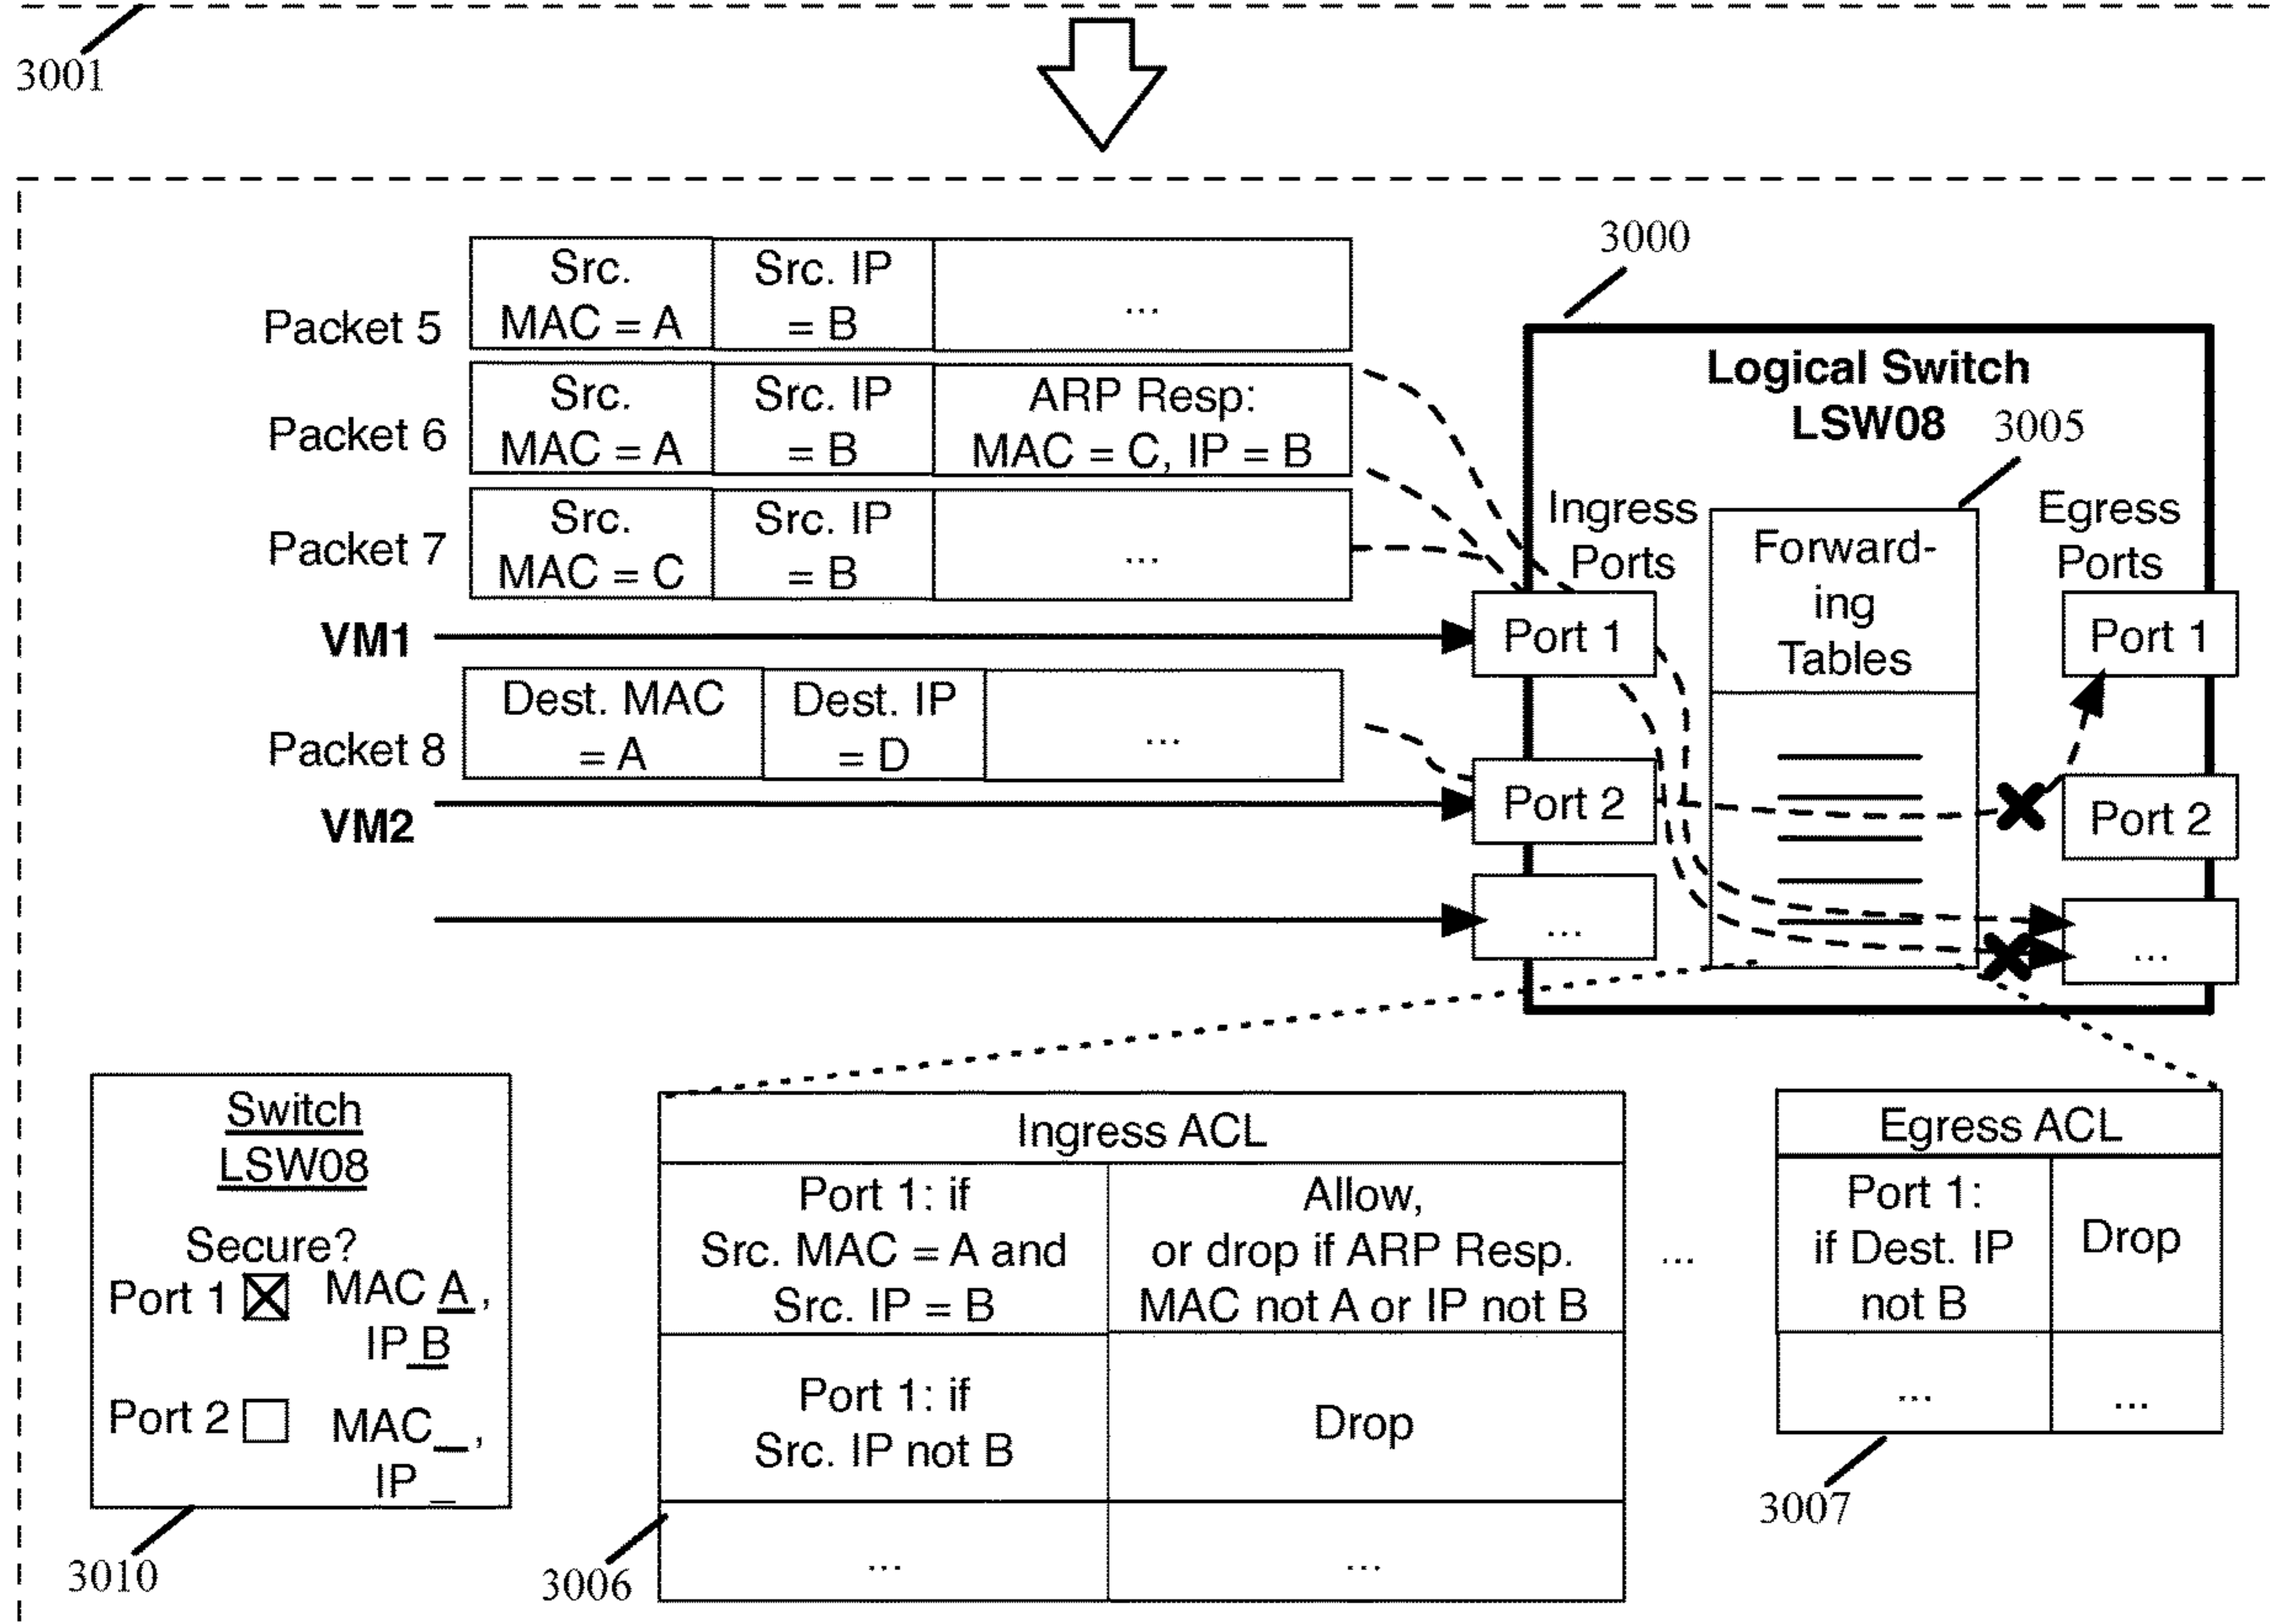 3001
3000
Packet 5
Src.
MAC = A
Src. IP
= B
...
Packet 6
Src.
MAC = A
Src. IP
= B
ARP Resp:
MAC = C, IP = B
Packet 7
Src.
MAC = C
Src. IP
= B
...
VM1
Packet 8
Dest. MAC
= A
Dest. IP
= D
...
VM2
Logical Switch
LSW08
3005
Ingress
Ports
Port 1
Port 2
...
Forward-
ing
Tables
Egress
Ports
Port 1
Port 2
...
Switch
LSW08
Secure?
Port 1 MAC A,
IP B
Port 2 MAC_,
IP _
3010
Ingress ACL
Port 1: if
Src. MAC = A and
Src. IP = B
Allow,
or drop if ARP Resp.
MAC not A or IP not B
Port 1: if
Src. IP not B
Drop
...
...
3006
...
Egress ACL
Port 1:
if Dest. IP
not B
Drop
...
...
3007